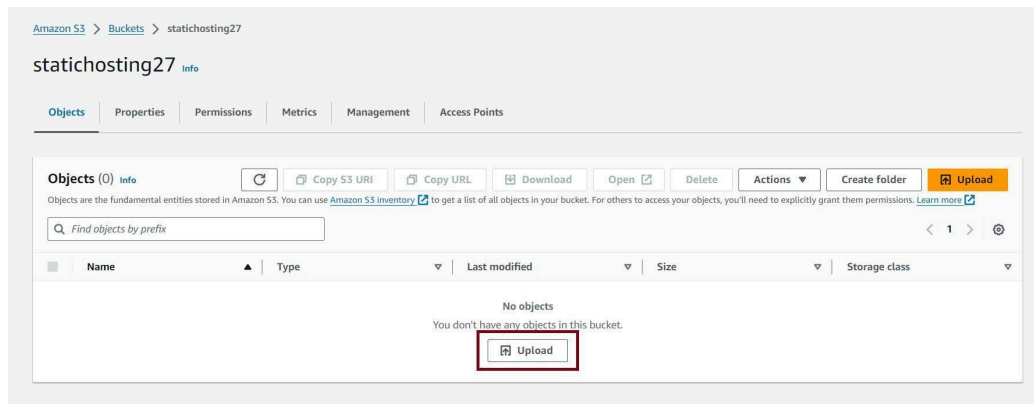 Amazon S3 > Buckets > statichosting27
statichosting27 Info
Objects Properties Permissions Metrics Management Access Points
Objects (0) Info Copy S3 URI Copy URL Download Open Delete Actions Create folder Upload
Objects are the fundamental entities stored in Amazon S3. You can use Amazon S3 inventory to get a list of all objects in your bucket. For others to access your objects, you'll need to explicitly grant them permissions. Learn more
Find objects by prefix < 1 >
Name Type Last modified Size Storage class
No objects
You don't have any objects in this bucket.
Upload